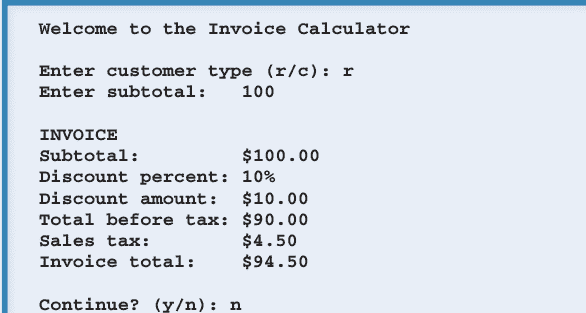 Welcome to the Invoice Calculator
Enter customer type (r/c): r
Enter subtotal: 100
INVOICE
Subtotal: $100.00
Discount percent: 10%
Discount amount: $10.00
Total before tax: $90.00
Sales tax: $4.50
Invoice total: $94.50
Continue? (y/n): n